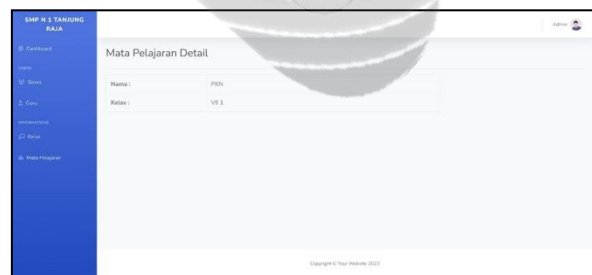 SMP N 1 TANJUNG
RAJA
Admin
Dashboard
Mata Pelajaran Detail
Siswa
Nama :
PKN
Guru
Kelas :
VII 1
Kelas
Mata Pelajaran
Copyright © Your Website 2023